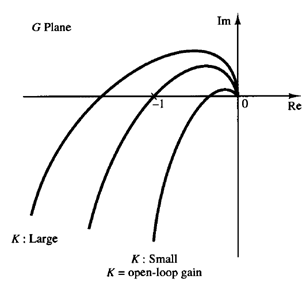 G Plane
Im
-1
0
Re
K : Large
K : Small
K = open-loop gain